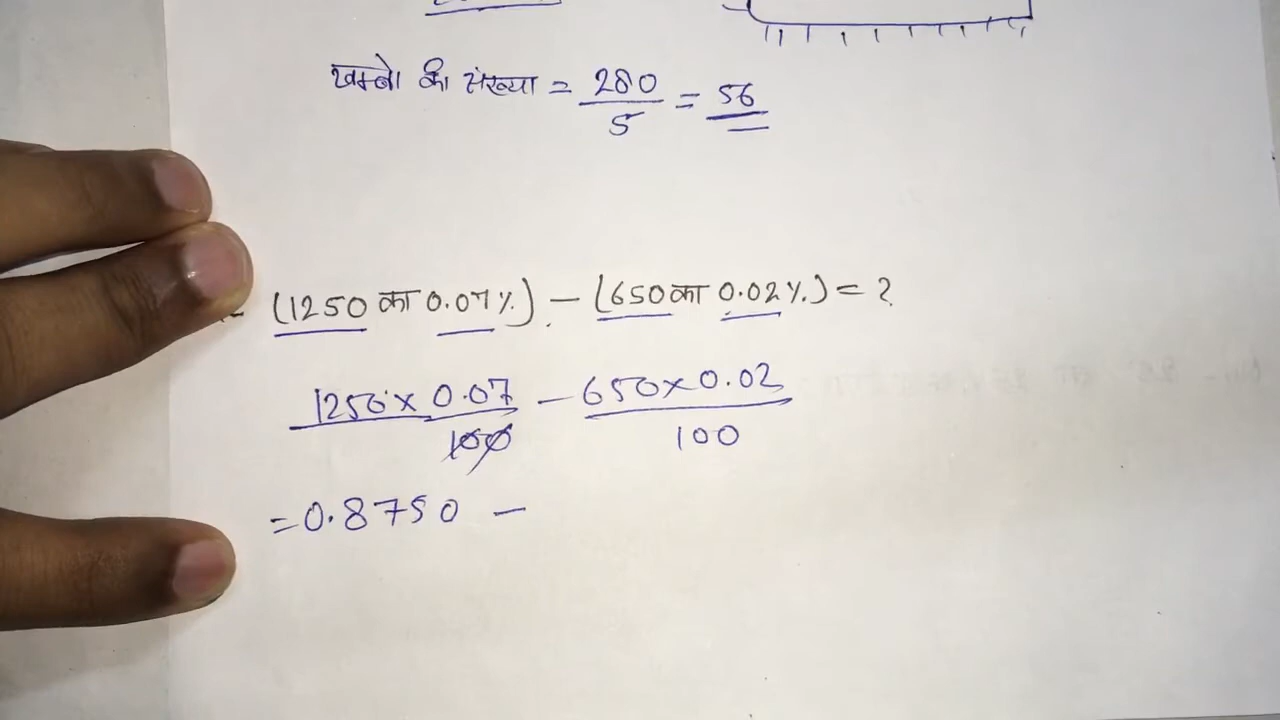 खम्बो की संख्या = 280/5 = 56
(1250 का 0.07%) - (650 का 0.02%) = ?
1250 × 0.07/100 - 650 × 0.02/100
= 0.8750 -